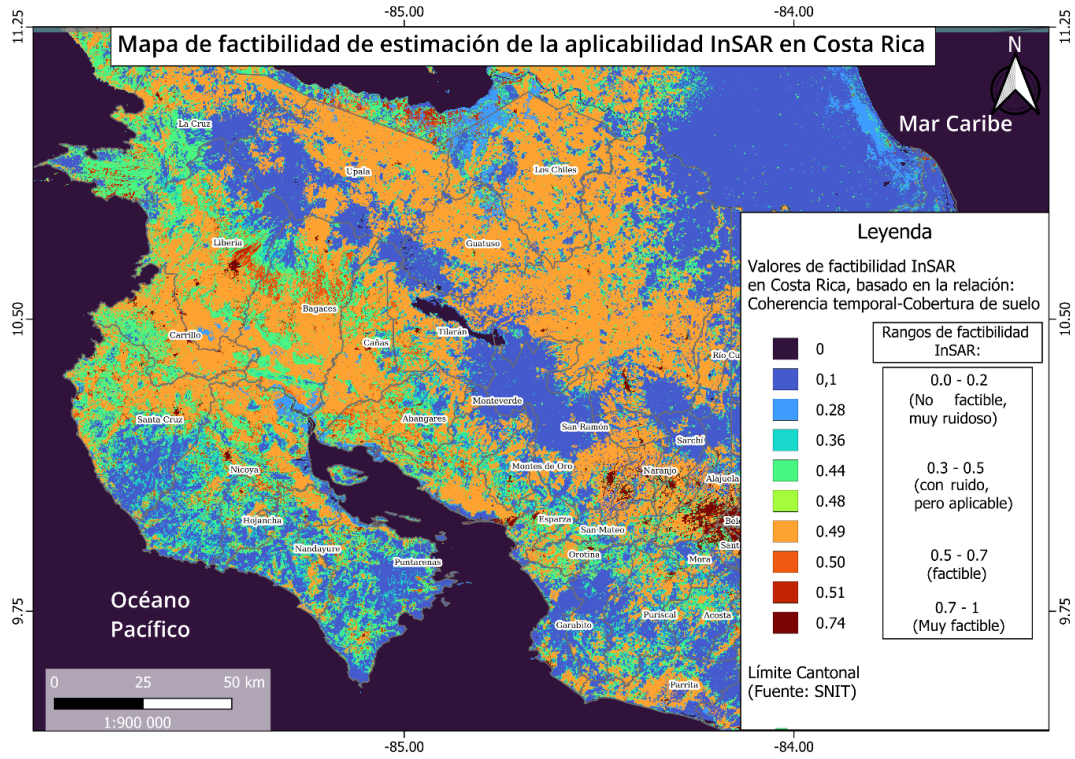 -85.00
-84.00
11.25
11.25
Mapa de factibilidad de estimación de la aplicabilidad InSAR en Costa Rica
N
Mar Caribe
La Cruz
Upala
Los Chiles
Liberia
Guatuso
Bagaces
Carrillo
Cañas
Tilarán
Río Cu
10.50
10.50
Santa Cruz
Abangares
Monteverde
San Ramón
Sarchí
Nicoya
Montes de Oro
Naranjo
Alajuela
Hojancha
Esparza
San Mateo
Nandayure
Puntarenas
Orotina
Mora
Garabito
Puriscal
Acosta
Parrita
9.75
9.75
Océano
Pacífico
0 25 50 km
1:900 000
Leyenda
Valores de factibilidad InSAR
en Costa Rica, basado en la relación:
Coherencia temporal-Cobertura de suelo
0
0,1
0.28
0.36
0.44
0.48
0.49
0.50
0.51
0.74
Rangos de factibilidad
InSAR:
0.0 - 0.2
(No factible,
muy ruidoso)
0.3 - 0.5
(con ruido,
pero aplicable)
0.5 - 0.7
(factible)
0.7 - 1
(Muy factible)
Límite Cantonal
(Fuente: SNIT)
-85.00
-84.00